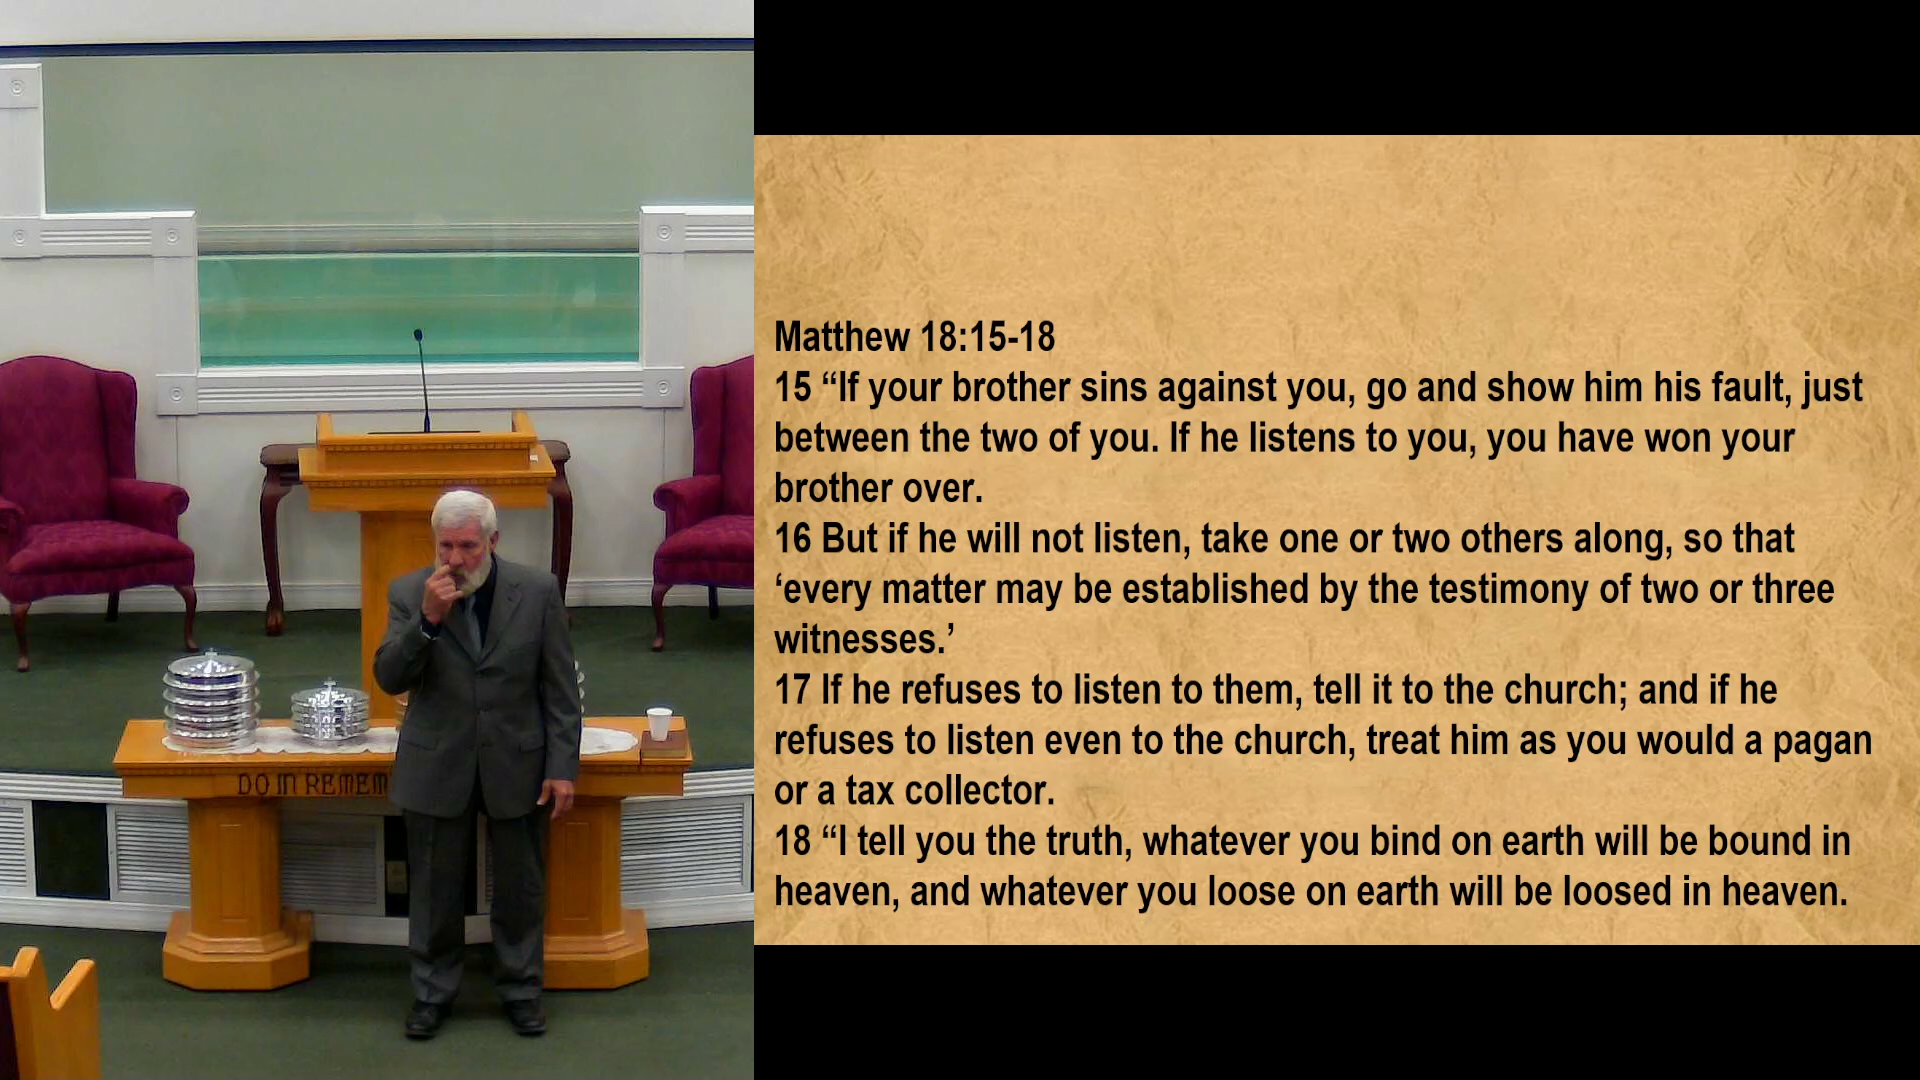 DO IN REMEM
Matthew 18:15-18
15 “If your brother sins against you, go and show him his fault, just
between the two of you. If he listens to you, you have won your
brother over.
16 But if he will not listen, take one or two others along, so that
‘every matter may be established by the testimony of two or three
witnesses.’
17 If he refuses to listen to them, tell it to the church; and if he
refuses to listen even to the church, treat him as you would a pagan
or a tax collector.
18 “I tell you the truth, whatever you bind on earth will be bound in
heaven, and whatever you loose on earth will be loosed in heaven.